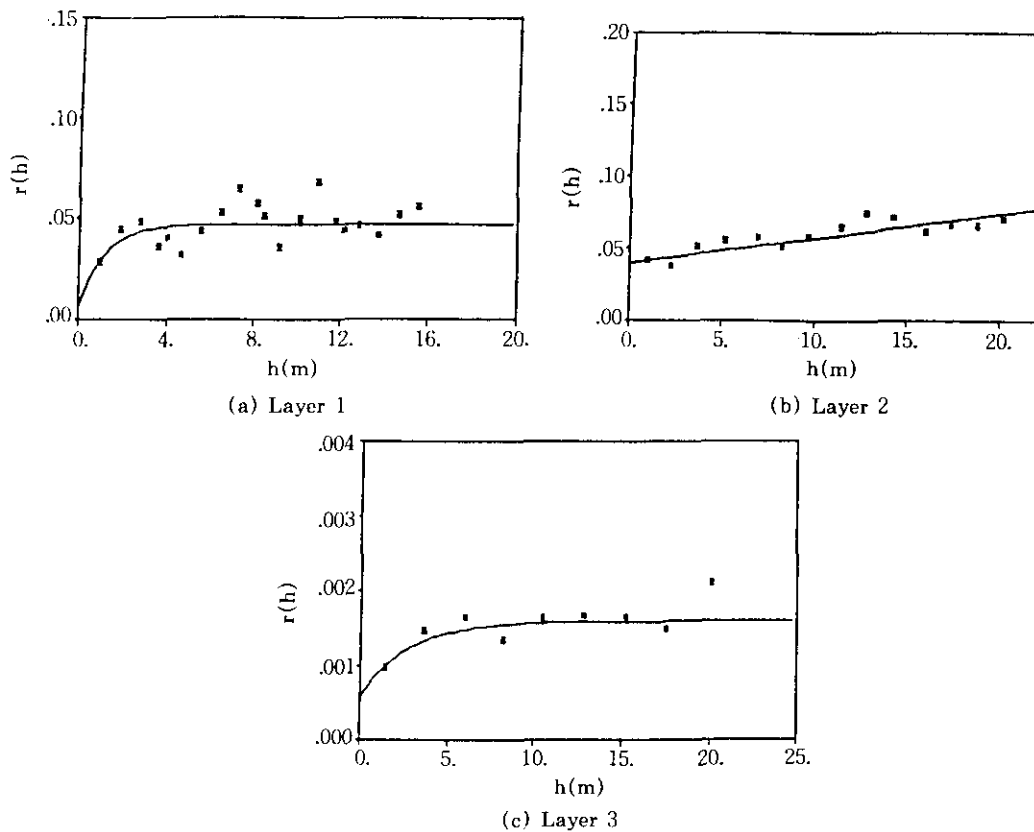 .15
.10
.05
.00
r(h)
0. 4. 8. 12. 16. 20.
h(m)
(a) Layer 1
.20
.15
.10
.05
.00
r(h)
0. 5. 10. 15. 20.
h(m)
(b) Layer 2
.004
.003
.002
.001
.000
r(h)
0. 5. 10. 15. 20. 25.
h(m)
(c) Layer 3